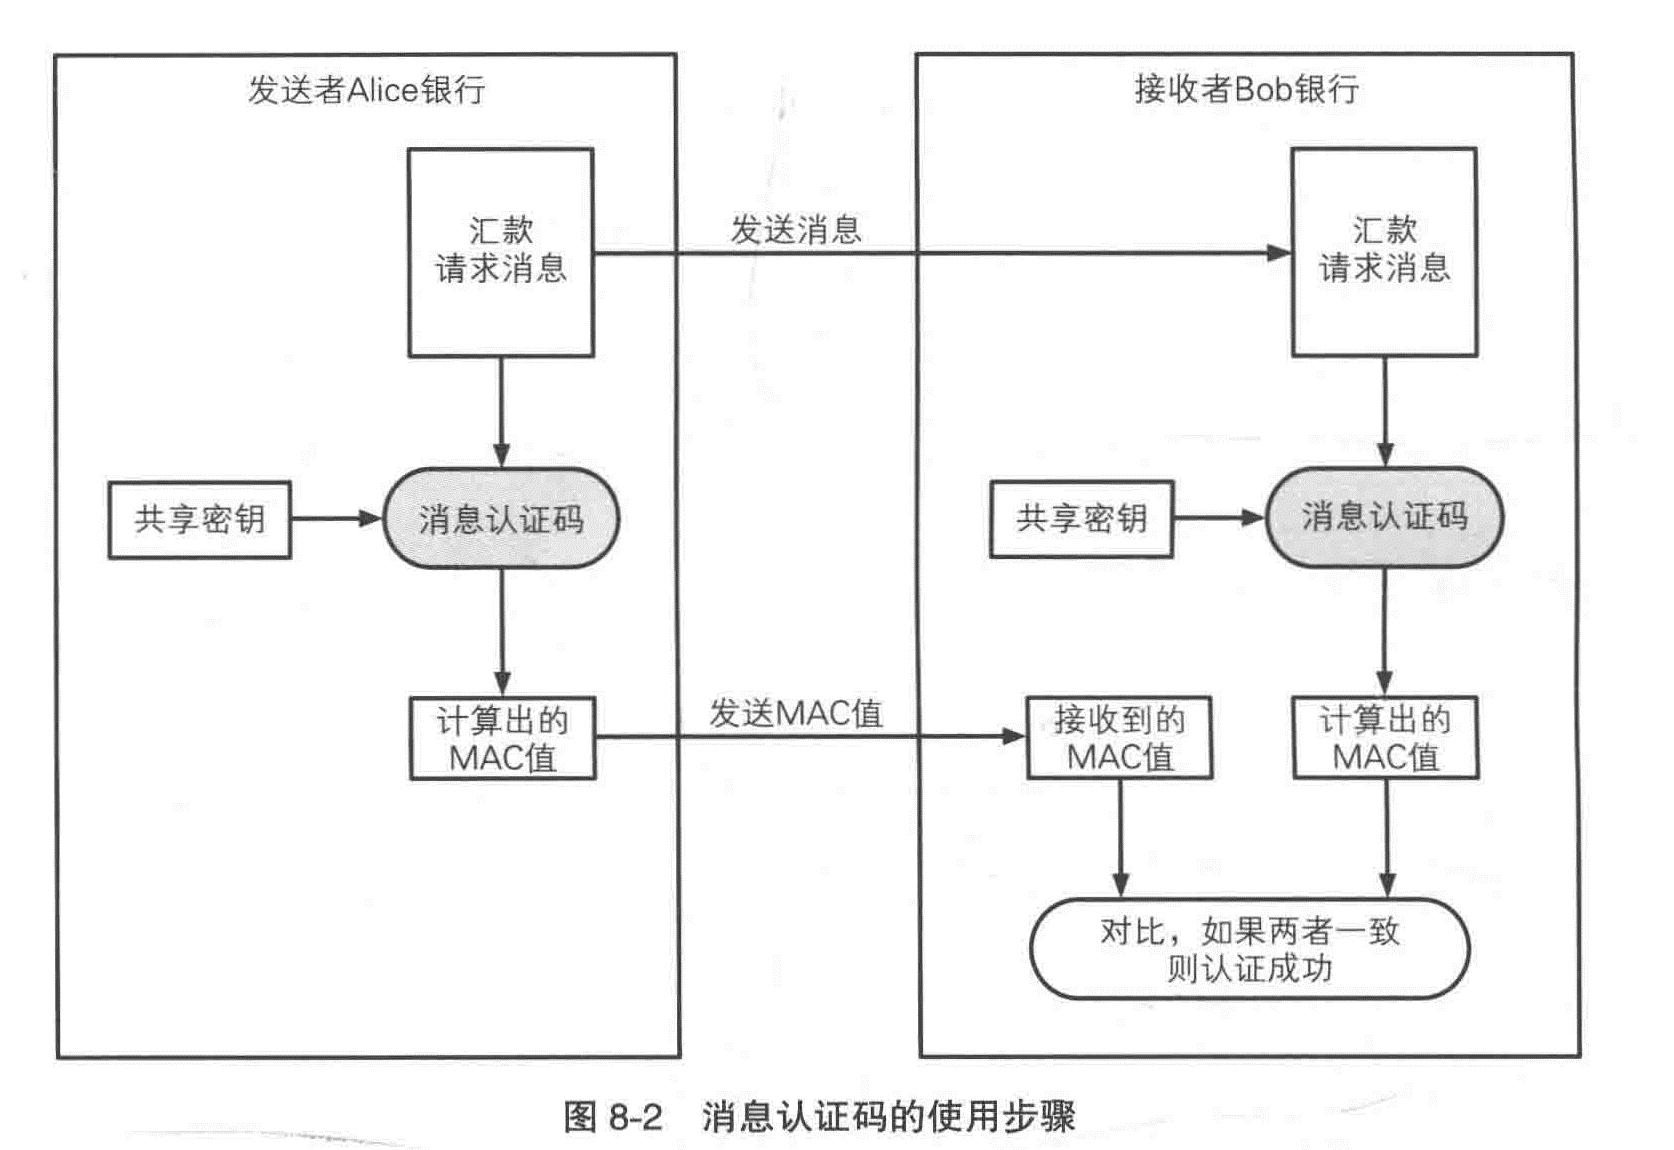 发送者Alice银行
接收者Bob银行
汇款
请求消息
发送消息
汇款
请求消息
共享密钥
消息认证码
共享密钥
消息认证码
计算出的
MAC值
发送MAC值
接收到的
MAC值
计算出的
MAC值
对比，如果两者一致
则认证成功
图 8-2 消息认证码的使用步骤